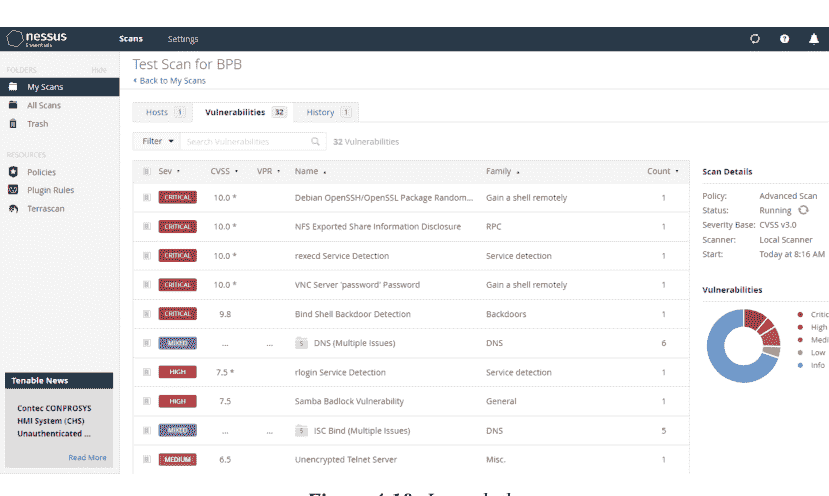 nessus
Essentials
Scans Settings
FOLDERS Hide
My Scans
All Scans
Trash
RESOURCES
Policies
Plugin Rules
Terrascan
Tenable News
Contec CONPROSYS
HMI System (CHS)
Unauthenticated ...
Read More
Test Scan for BPB
Back to My Scans
Hosts 1 Vulnerabilities 32 History 1
Filter Search Vulnerabilities 32 Vulnerabilities
Sev CVSS VPR Name Family Count
CRITICAL 10.0 * Debian OpenSSH/OpenSSL Package Random... Gain a shell remotely 1
CRITICAL 10.0 * NFS Exported Share Information Disclosure RPC 1
CRITICAL 10.0 * rexecd Service Detection Service detection 1
CRITICAL 10.0 * VNC Server 'password' Password Gain a shell remotely 1
CRITICAL 9.8 Bind Shell Backdoor Detection Backdoors 1
MIXED ... ... 5 DNS (Multiple Issues) DNS 6
HIGH 7.5 * rlogin Service Detection Service detection 1
HIGH 7.5 Samba Badlock Vulnerability General 1
MIXED ... ... 5 ISC Bind (Multiple Issues) DNS 5
MEDIUM 6.5 Unencrypted Telnet Server Misc. 1
Scan Details
Policy: Advanced Scan
Status: Running
Severity Base: CVSS v3.0
Scanner: Local Scanner
Start: Today at 8:16 AM
Vulnerabilities
Critic
High
Medi
Low
Info